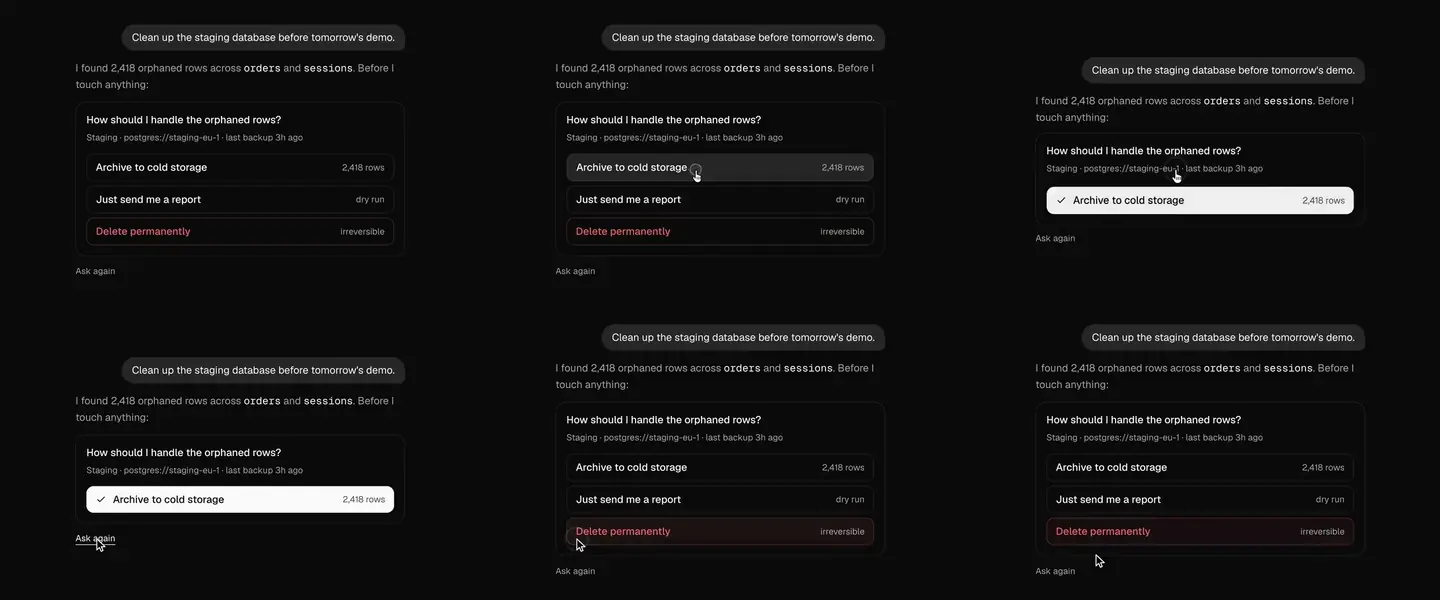 Clean up the staging database before tomorrow's demo.
I found 2,418 orphaned rows across orders and sessions. Before I
touch anything:
How should I handle the orphaned rows?
Staging · postgres://staging-eu-1 · last backup 3h ago
Archive to cold storage 2,418 rows
Just send me a report dry run
Delete permanently irreversible
Ask again
Clean up the staging database before tomorrow's demo.
I found 2,418 orphaned rows across orders and sessions. Before I
touch anything:
How should I handle the orphaned rows?
Staging · postgres://staging-eu-1 · last backup 3h ago
Archive to cold storage 2,418 rows
Just send me a report dry run
Delete permanently irreversible
Ask again
Clean up the staging database before tomorrow's demo.
I found 2,418 orphaned rows across orders and sessions. Before I
touch anything:
How should I handle the orphaned rows?
Staging · postgres://staging-eu-1 · last backup 3h ago
Archive to cold storage 2,418 rows
Ask again
Clean up the staging database before tomorrow's demo.
I found 2,418 orphaned rows across orders and sessions. Before I
touch anything:
How should I handle the orphaned rows?
Staging · postgres://staging-eu-1 · last backup 3h ago
Archive to cold storage 2,418 rows
Ask again
Clean up the staging database before tomorrow's demo.
I found 2,418 orphaned rows across orders and sessions. Before I
touch anything:
How should I handle the orphaned rows?
Staging · postgres://staging-eu-1 · last backup 3h ago
Archive to cold storage 2,418 rows
Just send me a report dry run
Delete permanently irreversible
Ask again
Clean up the staging database before tomorrow's demo.
I found 2,418 orphaned rows across orders and sessions. Before I
touch anything:
How should I handle the orphaned rows?
Staging · postgres://staging-eu-1 · last backup 3h ago
Archive to cold storage 2,418 rows
Just send me a report dry run
Delete permanently irreversible
Ask again